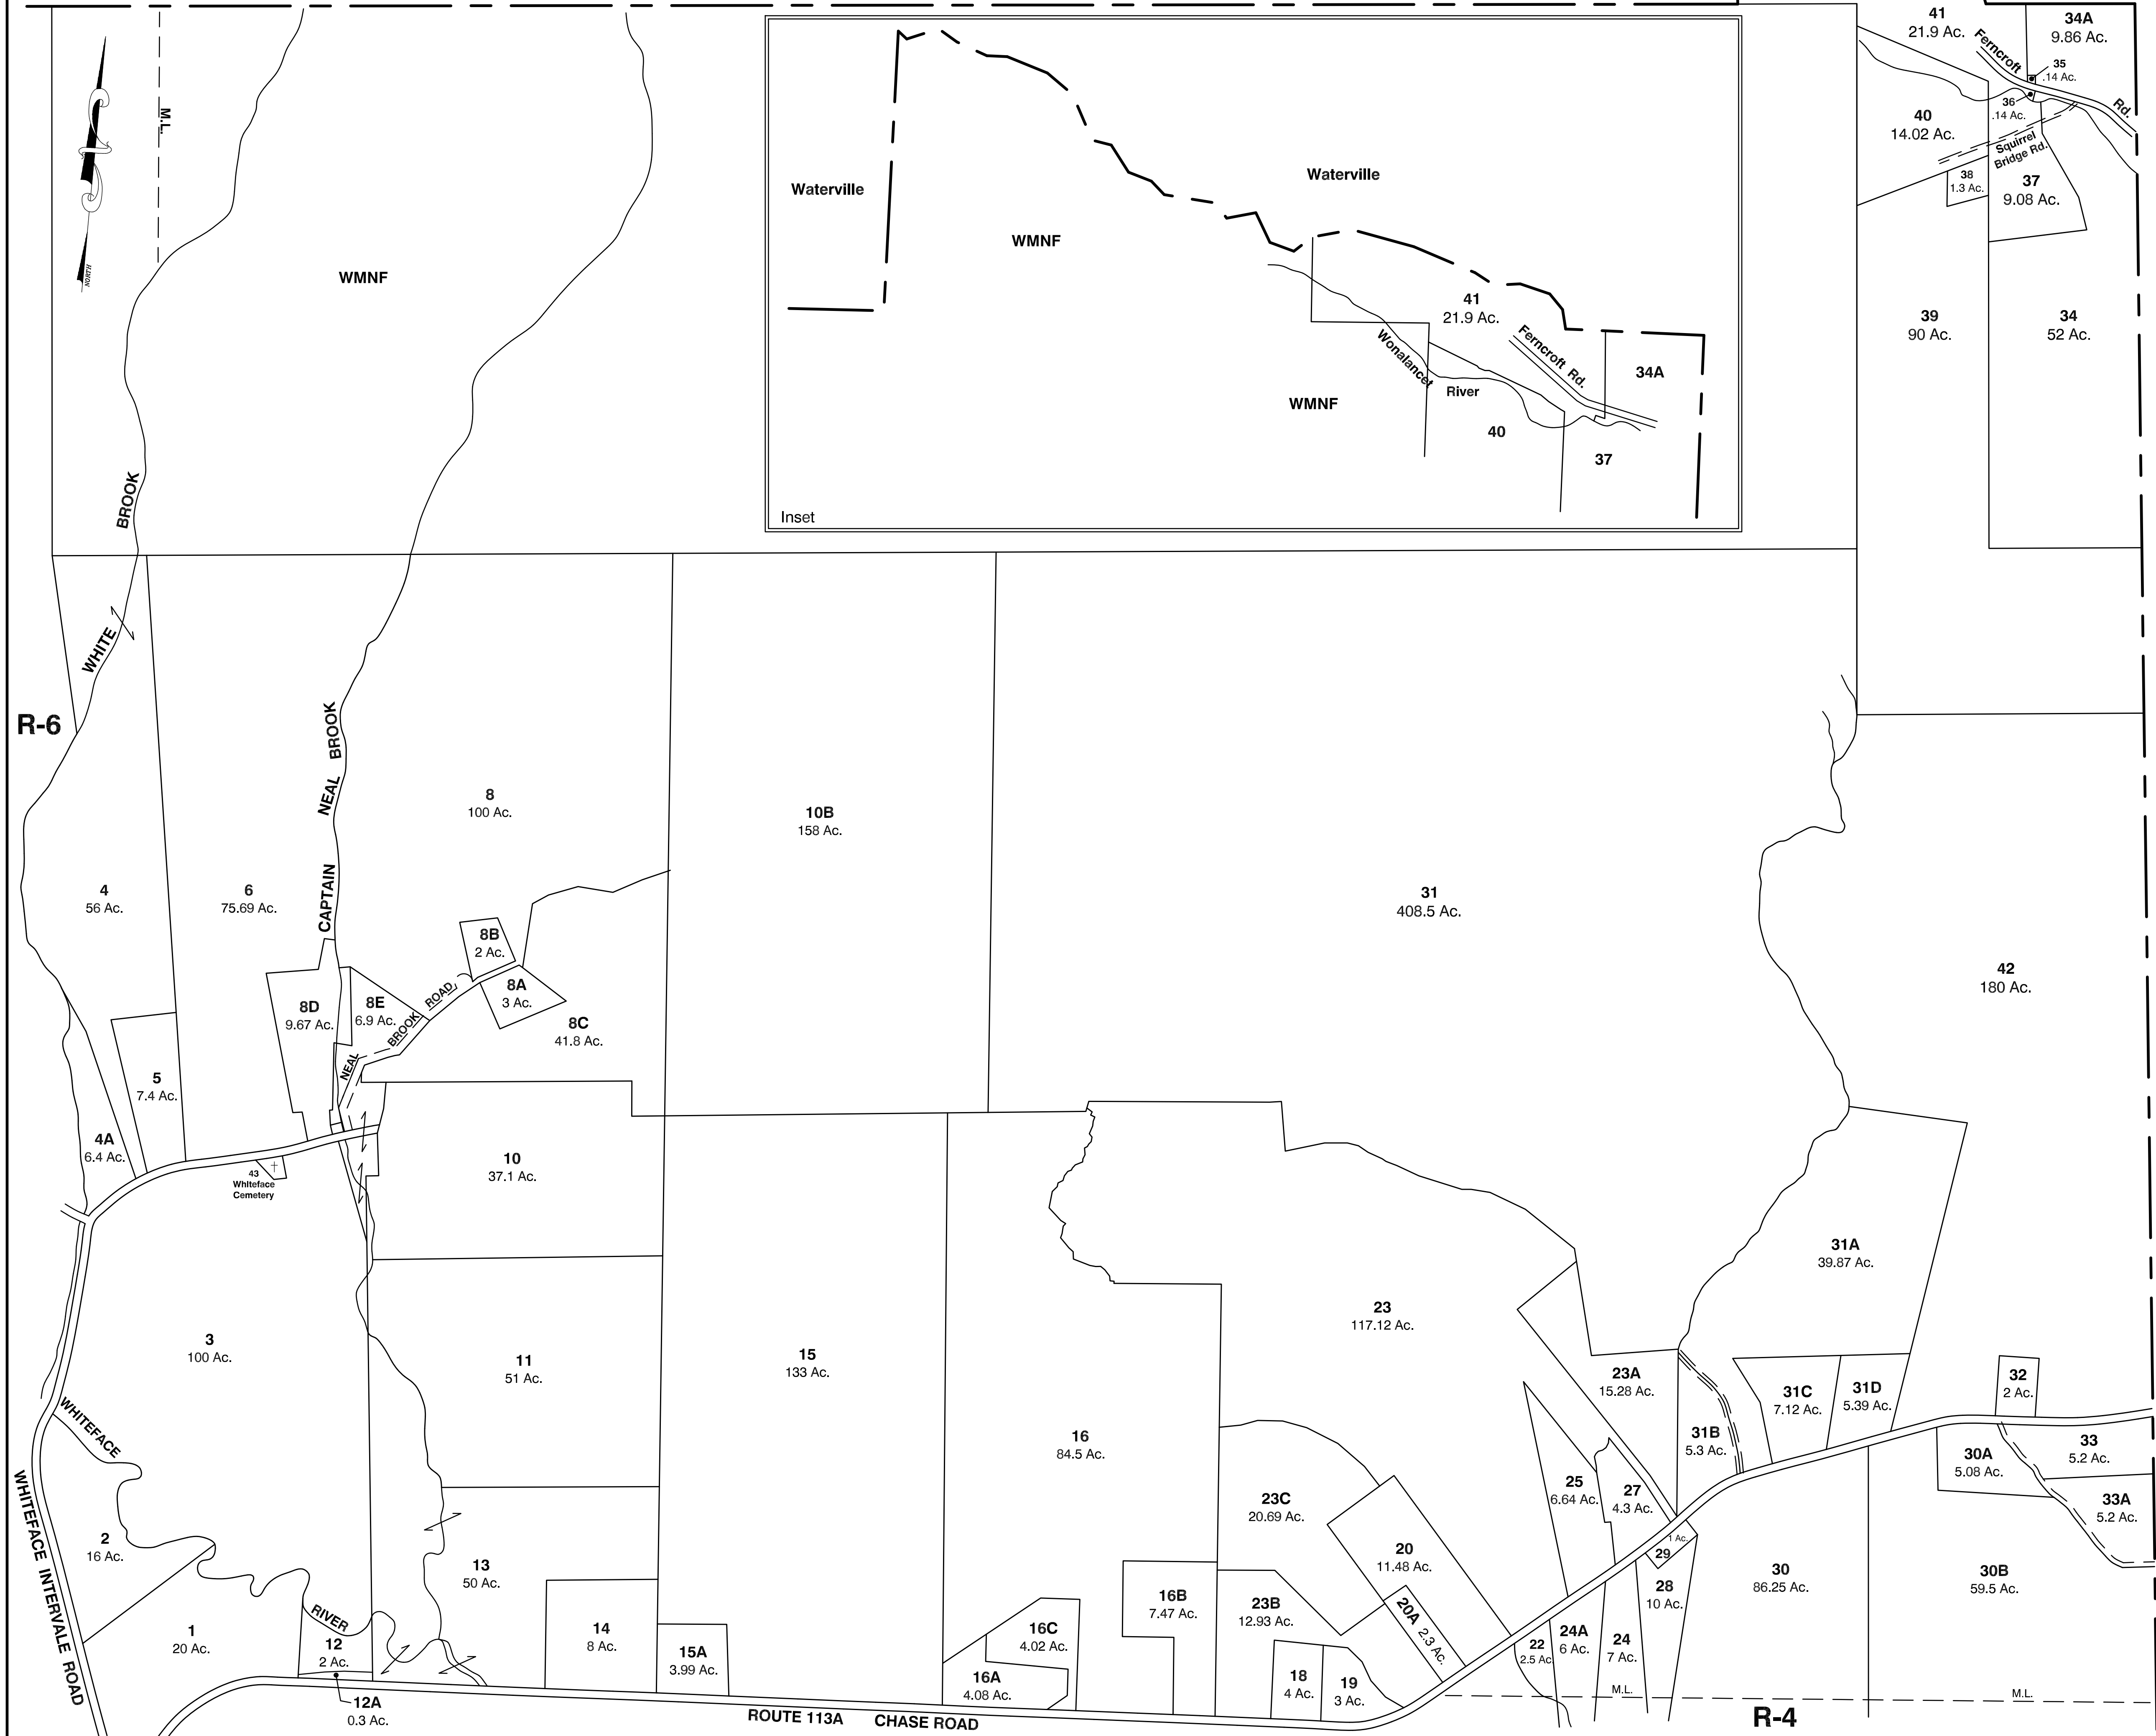 41
21.9 Ac.
34A
9.86 Ac.
Ferncroft
Rd.
35
.14 Ac.
36
.14 Ac.
40
14.02 Ac.
Squirrel
Bridge Rd.
38
1.3 Ac.
37
9.08 Ac.
39
90 Ac.
34
52 Ac.
M.L.
NORTH
WMNF
Waterville
Waterville
WMNF
41
21.9 Ac.
Ferncroft Rd.
34A
Wonalancet
River
WMNF
40
37
Inset
WHITE BROOK
R-6
CAPTAIN NEAL BROOK
8
100 Ac.
10B
158 Ac.
31
408.5 Ac.
4
56 Ac.
6
75.69 Ac.
8B
2 Ac.
8A
3 Ac.
8D
9.67 Ac.
8E
6.9 Ac.
NEAL BROOK ROAD
8C
41.8 Ac.
42
180 Ac.
5
7.4 Ac.
4A
6.4 Ac.
43
Whiteface
Cemetery
10
37.1 Ac.
31A
39.87 Ac.
3
100 Ac.
11
51 Ac.
15
133 Ac.
23
117.12 Ac.
23A
15.28 Ac.
31C
7.12 Ac.
31D
5.39 Ac.
32
2 Ac.
31B
5.3 Ac.
16
84.5 Ac.
33
5.2 Ac.
30A
5.08 Ac.
33A
5.2 Ac.
25
6.64 Ac.
27
4.3 Ac.
23C
20.69 Ac.
WHITEFACE
RIVER
WHITEFACE INTERVALE ROAD
2
16 Ac.
1
20 Ac.
12
2 Ac.
12A
0.3 Ac.
13
50 Ac.
14
8 Ac.
15A
3.99 Ac.
16C
4.02 Ac.
16A
4.08 Ac.
16B
7.47 Ac.
23B
12.93 Ac.
20
11.48 Ac.
20A 2.3 Ac.
18
4 Ac.
19
3 Ac.
22
2.5 Ac.
24A
6 Ac.
24
7 Ac.
1 Ac.
29
28
10 Ac.
30
86.25 Ac.
30B
59.5 Ac.
M.L.
M.L.
ROUTE 113A CHASE ROAD
R-4